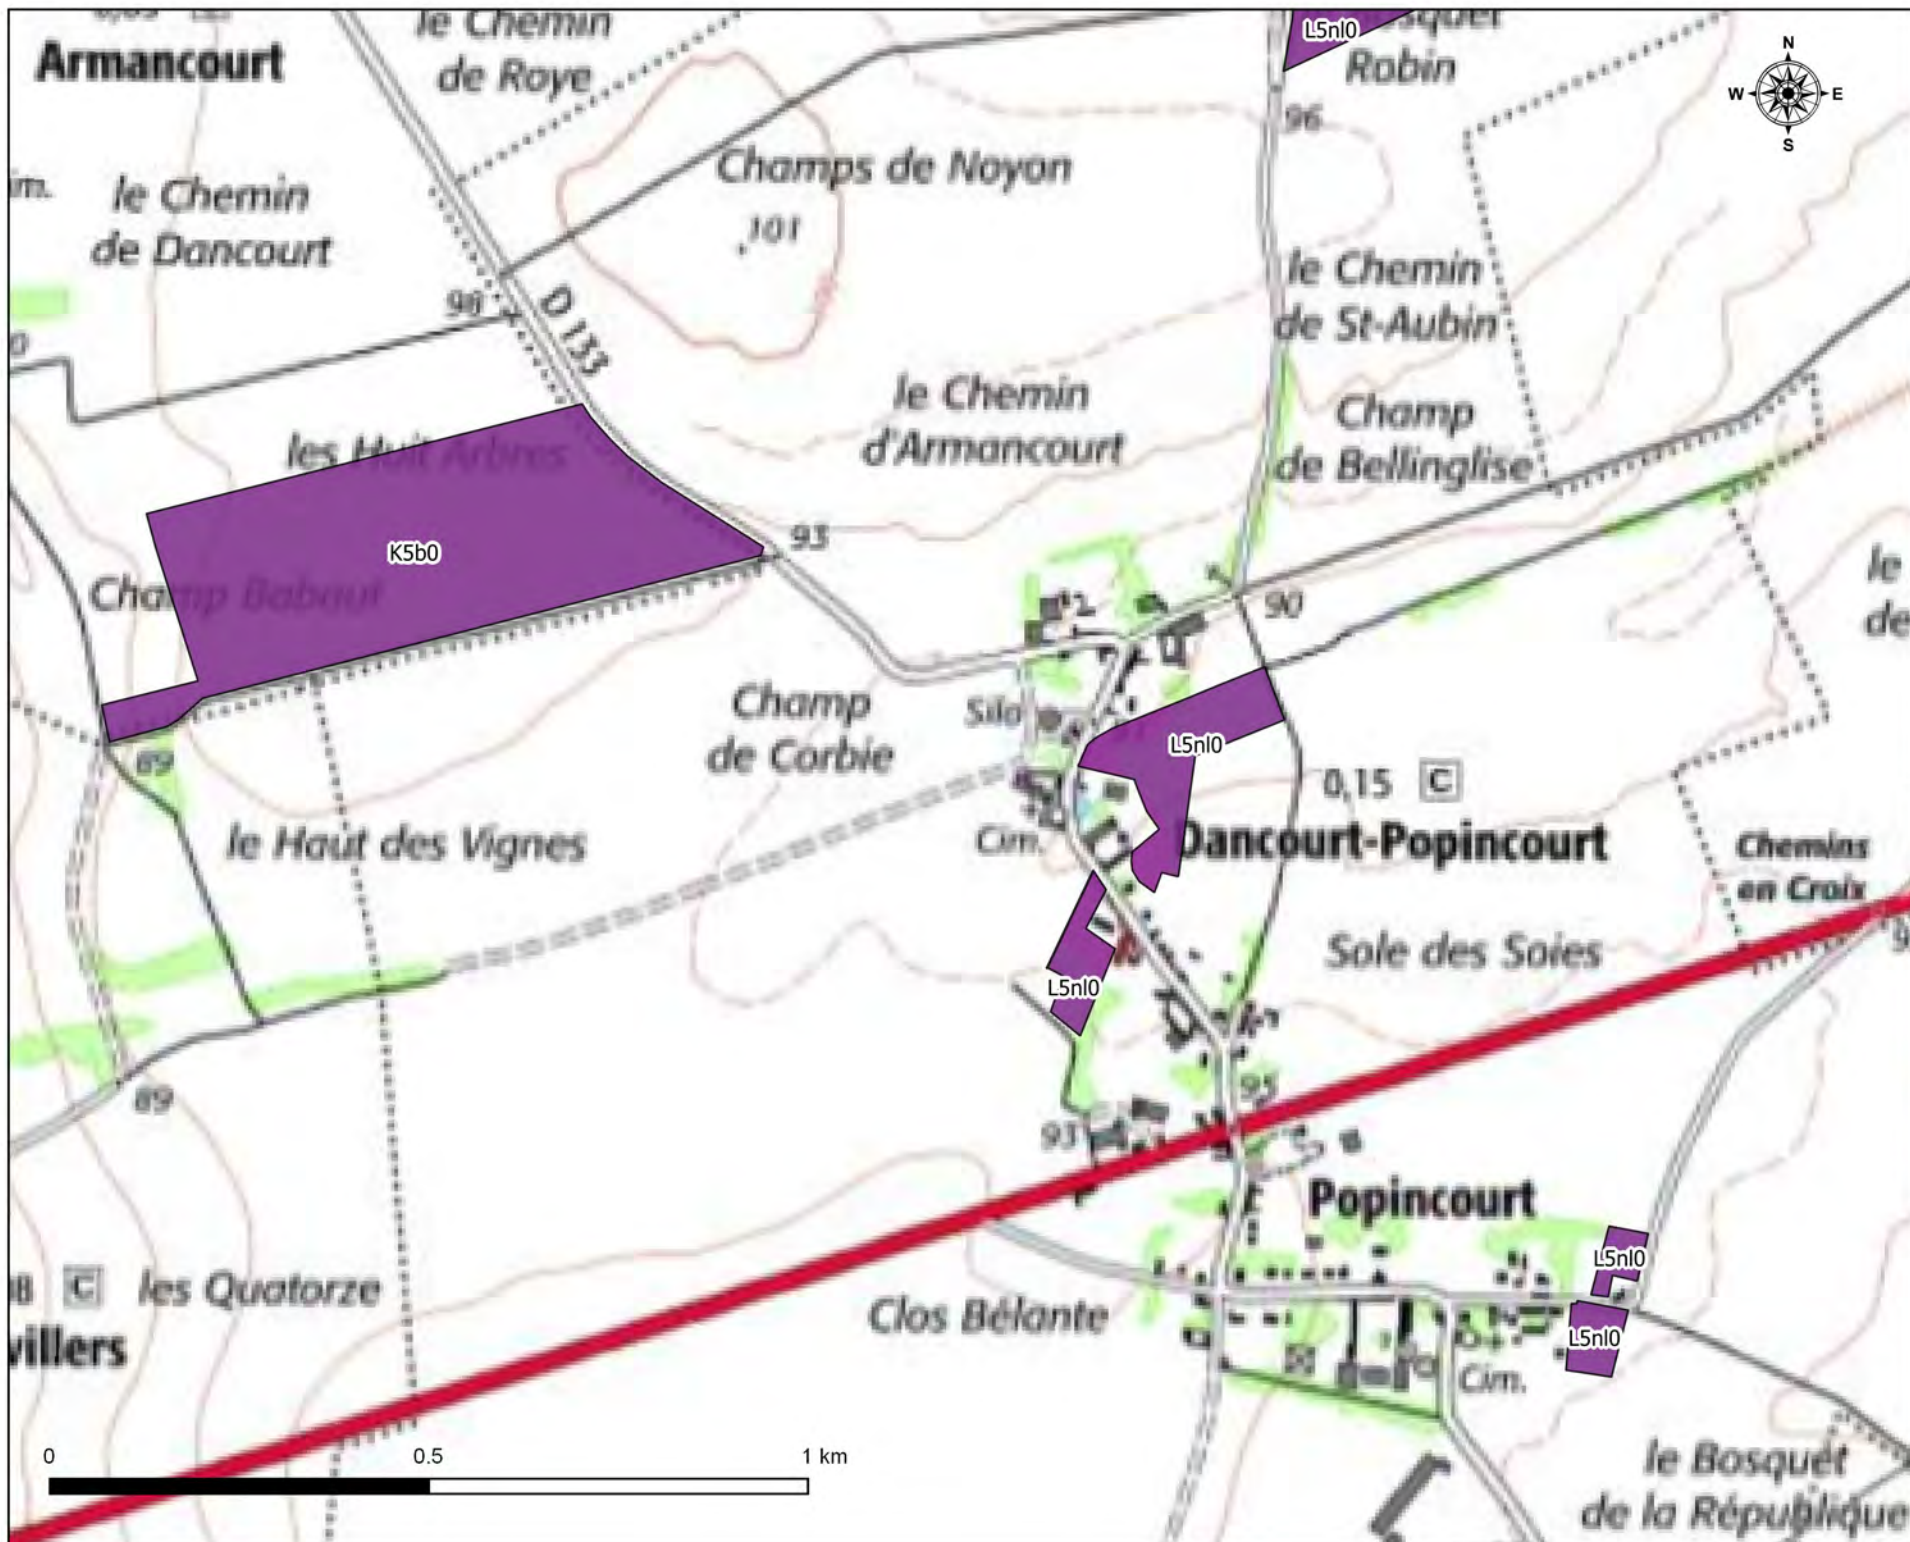 le Chemin
de Roye
Armancourt
L5nl0
Robin
N
W E
S
96
Champs de Noyon
101
le Chemin
de Dancourt
98
D 133
le Chemin
de St-Aubin
le Chemin
d'Armancourt
Champ
de Bellinglise
les Huit Arbres
K5b0
93
Champ Babaut
90
le
de
Champ
de Corbie
Silo
L5nl0
89
0,15 C
le Haut des Vignes
Cim.
Dancourt-Popincourt
Chemins
en Croix
Sole des Soies
L5nl0
89
95
93
Popincourt
L5nl0
C les Quatorze
Clos Bélante
L5nl0
villers
Cim.
0 0.5 1 km
le Bosquet
de la République